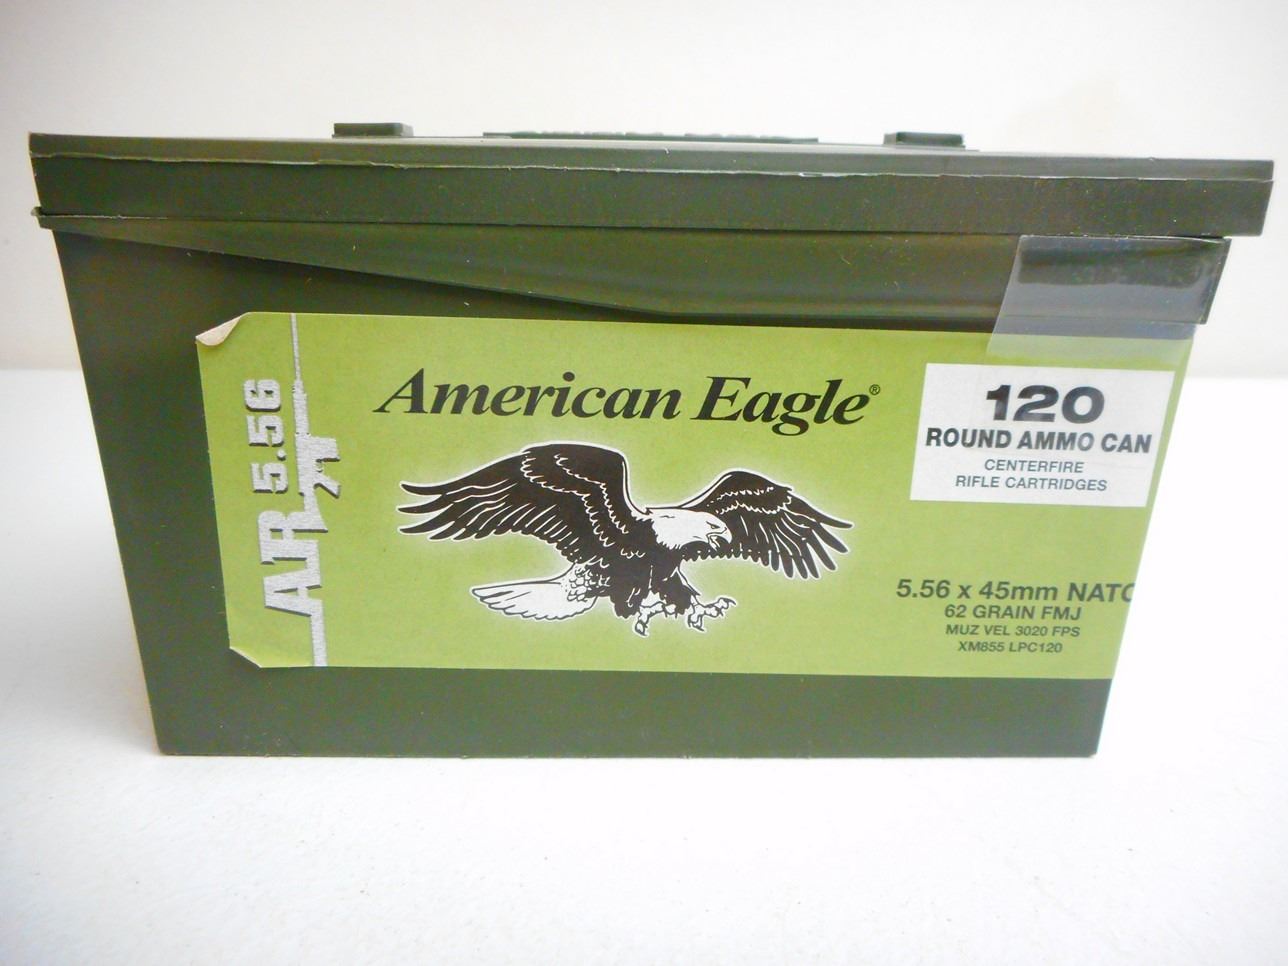 American Eagle®
AR 5.56
120
ROUND AMMO CAN
CENTERFIRE
RIFLE CARTRIDGES
5.56 x 45mm NATO
62 GRAIN FMJ
MUZ VEL 3020 FPS
XM855 LPC120